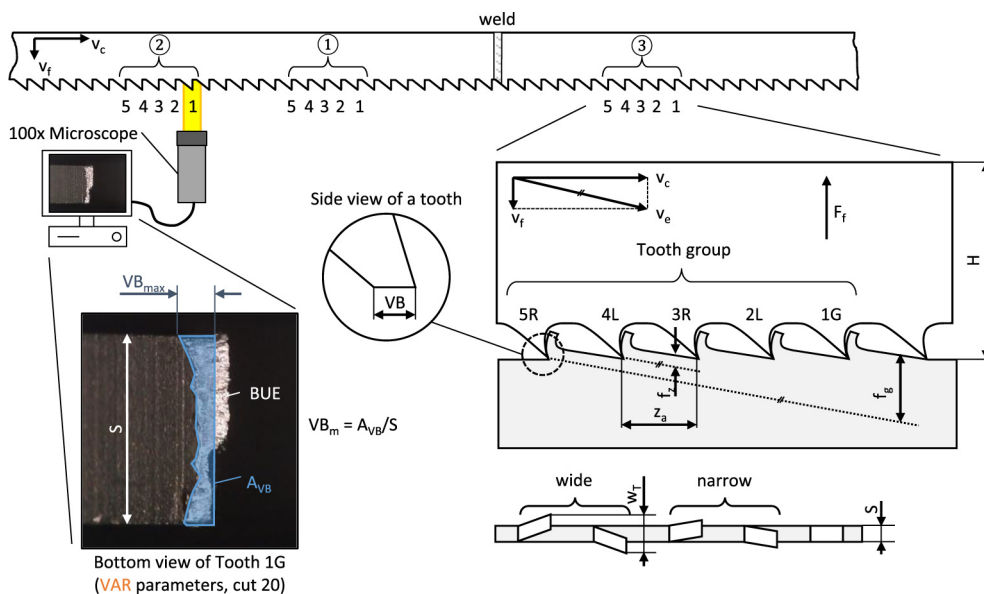 weld
v_c
v_f
② ① ③
5 4 3 2 1
5 4 3 2 1
5 4 3 2 1
100x Microscope
Side view of a tooth
VB
VB_max
S
BUE
A_VB
VB_m = A_VB/S
Bottom view of Tooth 1G
(VAR parameters, cut 20)
v_c
v_f
v_e
F_f
H
Tooth group
5R 4L 3R 2L 1G
f_z
z_a
f_g
wide
w_T
narrow
S